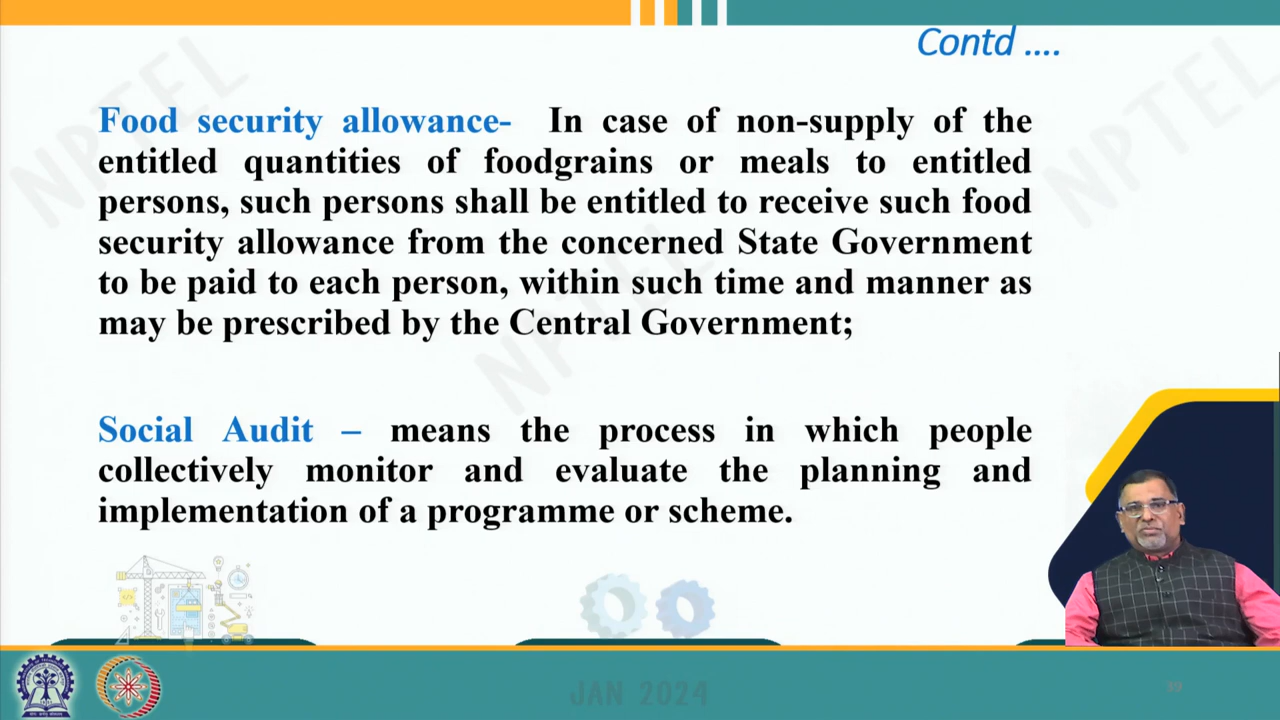 Contd ....
Food security allowance- In case of non-supply of the
entitled quantities of foodgrains or meals to entitled
persons, such persons shall be entitled to receive such food
security allowance from the concerned State Government
to be paid to each person, within such time and manner as
may be prescribed by the Central Government;
Social Audit – means the process in which people
collectively monitor and evaluate the planning and
implementation of a programme or scheme.
NPTEL
NPTEL
NPTEL
JAN 2024